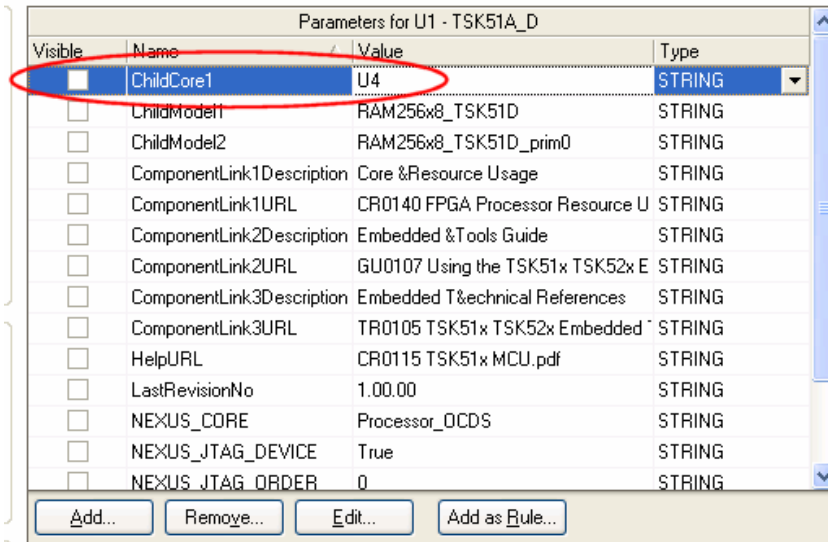 Parameters for U1 - TSK51A_D
Visible Name Value Type
ChildCore1 U4 STRING
ChildModel1 RAM256x8_TSK51D STRING
ChildModel2 RAM256x8_TSK51D_prim0 STRING
ComponentLink1Description Core &Resource Usage STRING
ComponentLink1URL CR0140 FPGA Processor Resource U STRING
ComponentLink2Description Embedded &Tools Guide STRING
ComponentLink2URL GU0107 Using the TSK51x TSK52x E STRING
ComponentLink3Description Embedded T&echnical References STRING
ComponentLink3URL TR0105 TSK51x TSK52x Embedded STRING
HelpURL CR0115 TSK51x MCU.pdf STRING
LastRevisionNo 1.00.00 STRING
NEXUS_CORE Processor_OCDS STRING
NEXUS_JTAG_DEVICE True STRING
NEXUS_JTAG_ORDER 0 STRING
Add... Remove... Edit... Add as Rule...